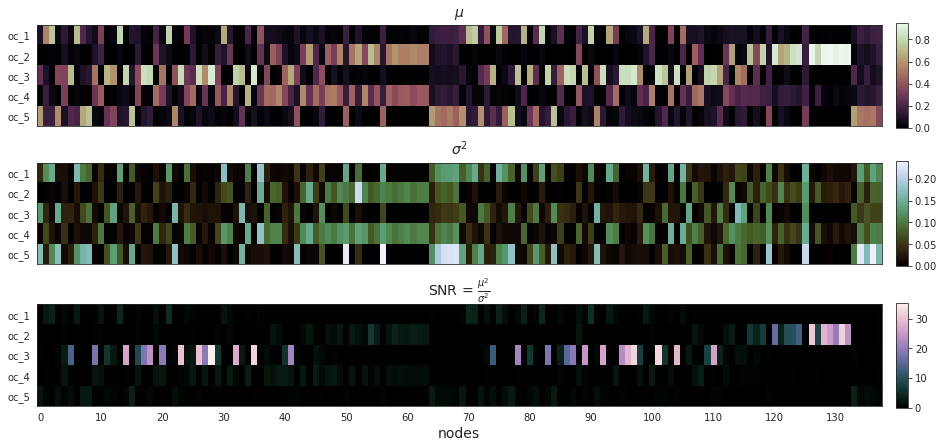 μ
oc_1
oc_2
oc_3
oc_4
oc_5
0.8
0.6
0.4
0.2
0.0
σ²
oc_1
oc_2
oc_3
oc_4
oc_5
0.20
0.15
0.10
0.05
0.00
SNR = μ²/σ²
oc_1
oc_2
oc_3
oc_4
oc_5
30
20
10
0
0 10 20 30 40 50 60 70 80 90 100 110 120 130
nodes